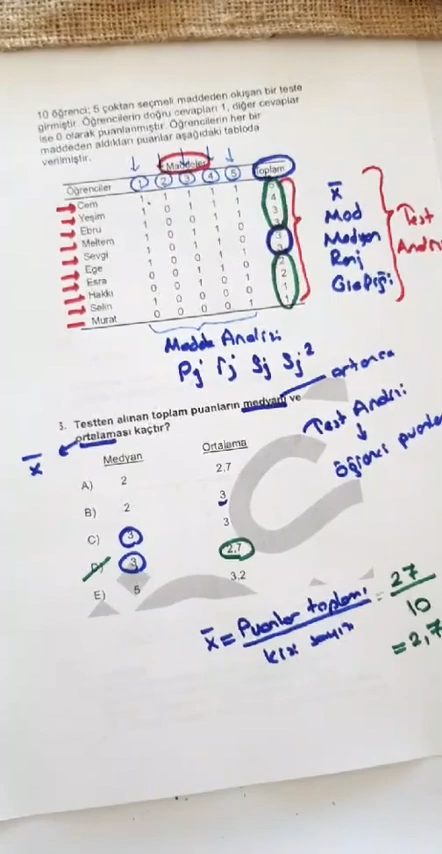 10 öğrenci; 5 çoktan seçmeli maddeden oluşan bir teste
girmiştir. Öğrencilerin doğru cevapları 1, diğer cevaplar
ise 0 olarak puanlanmıştır. Öğrencilerin her bir
maddeden aldıkları puanlar aşağıdaki tabloda
verilmiştir.
Maddeler
Öğrenciler 1 2 3 4 5 Toplam
Cem
Yeşim
Ebru
Meltem
Sevgi
Ege
Esra
Hakkı
Selin
Murat
x̄
Mod
Medyan
Ranj
Grafiği
Test
Analizi
Madde Analizi
Pj rj Sj Sj²
3. Testten alınan toplam puanların medyanı ve
ortalaması kaçtır?
ortanca
x̄
Test Analizi
öğrenci puanları
Medyan Ortalama
A) 2 2,7
B) 2 3
C) 3 3
D) 3 2,7
E) 5 3,2
x̄ = Puanlar toplamı / kişi sayısı = 27 / 10
= 2,7